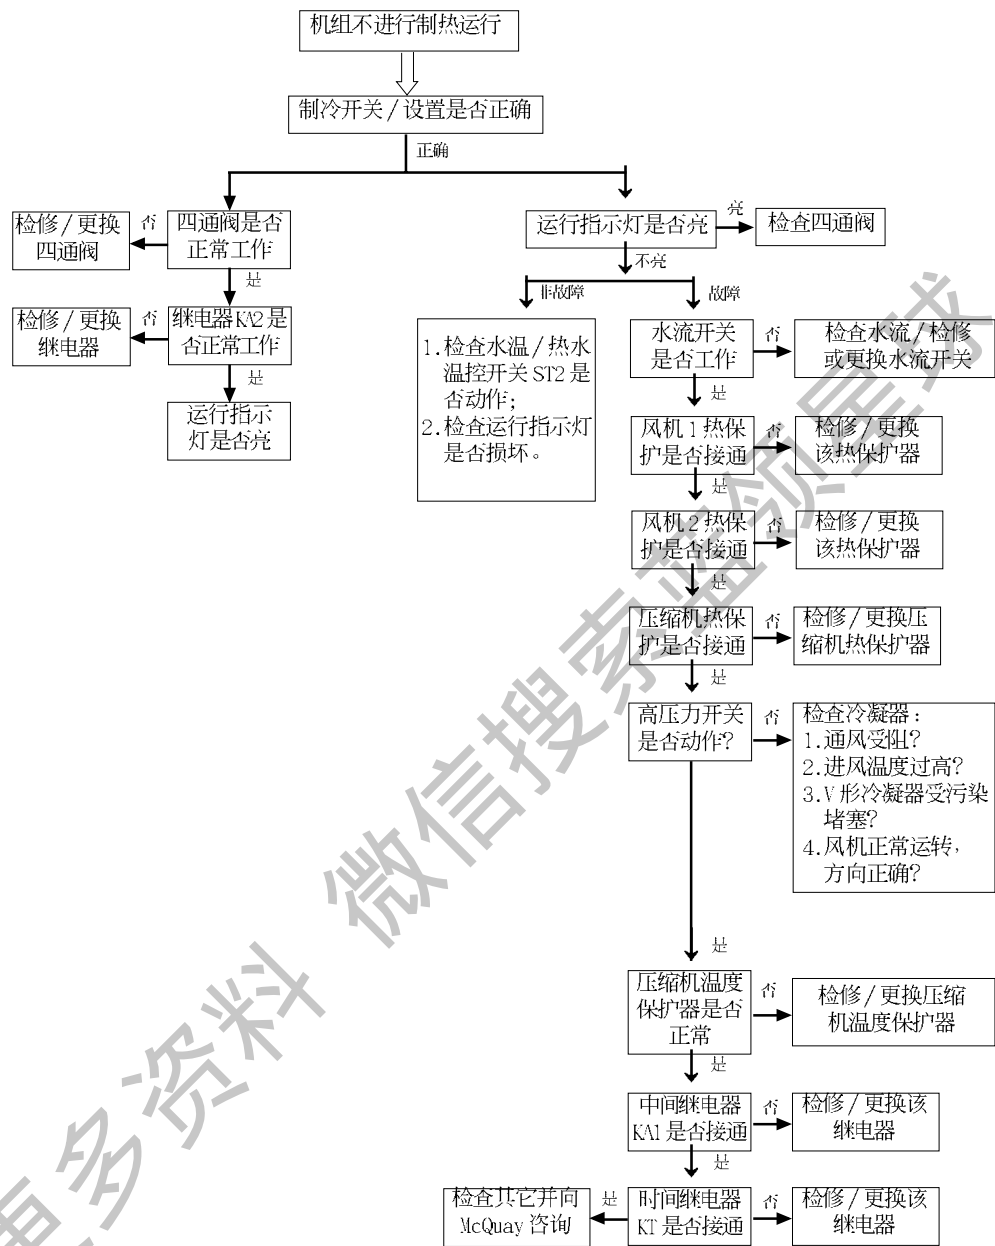 机组不进行制热运行
制冷开关/设置是否正确
正确
四通阀是否
正常工作
否
检修/更换
四通阀
是
继电器KA2是
否正常工作
否
检修/更换
继电器
是
运行指示
灯是否亮
运行指示灯是否亮
亮
检查四通阀
不亮
非故障
故障
1.检查水温/热水
温控开关ST2是
否动作;
2.检查运行指示灯
是否损坏。
水流开关
是否工作
否
检查水流/检修
或更换水流开关
是
风机1热保
护是否接通
否
检修/更换
该热保护器
是
风机2热保
护是否接通
否
检修/更换
该热保护器
是
压缩机热保
护是否接通
否
检修/更换压
缩机热保护器
是
高压力开关
是否动作?
否
检查冷凝器:
1.通风受阻?
2.进风温度过高?
3.V形冷凝器受污染
堵塞?
4.风机正常运转,
方向正确?
是
压缩机温度
保护器是否
正常
否
检修/更换压缩
机温度保护器
是
中间继电器
KA1是否接通
否
检修/更换该
继电器
是
时间继电器
KT是否接通
否
检修/更换该
继电器
是
检查其它并向
McQuay咨询
更多资料 微信搜索蓝领星球